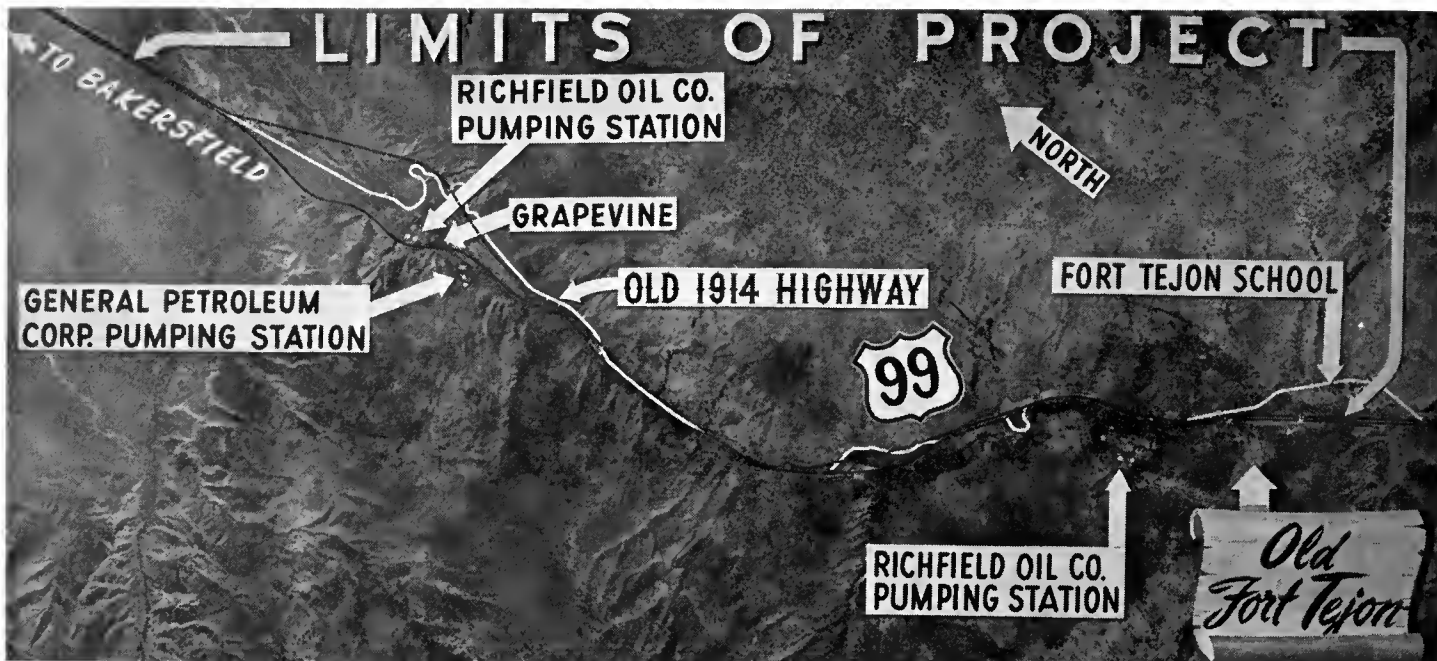 LIMITS OF PROJECT
TO BAKERSFIELD
RICHFIELD OIL CO.
PUMPING STATION
NORTH
GRAPEVINE
GENERAL PETROLEUM
CORP. PUMPING STATION
OLD 1914 HIGHWAY
FORT TEJON SCHOOL
99
RICHFIELD OIL CO.
PUMPING STATION
Old
Fort Tejon